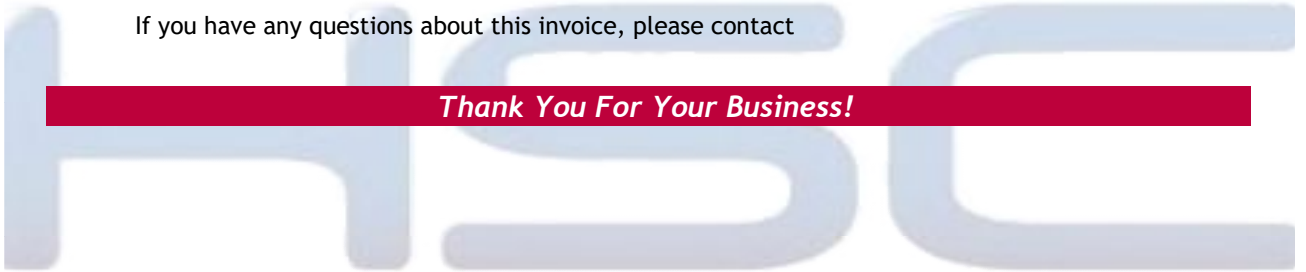 If you have any questions about this invoice, please contact
Thank You For Your Business!
HSC